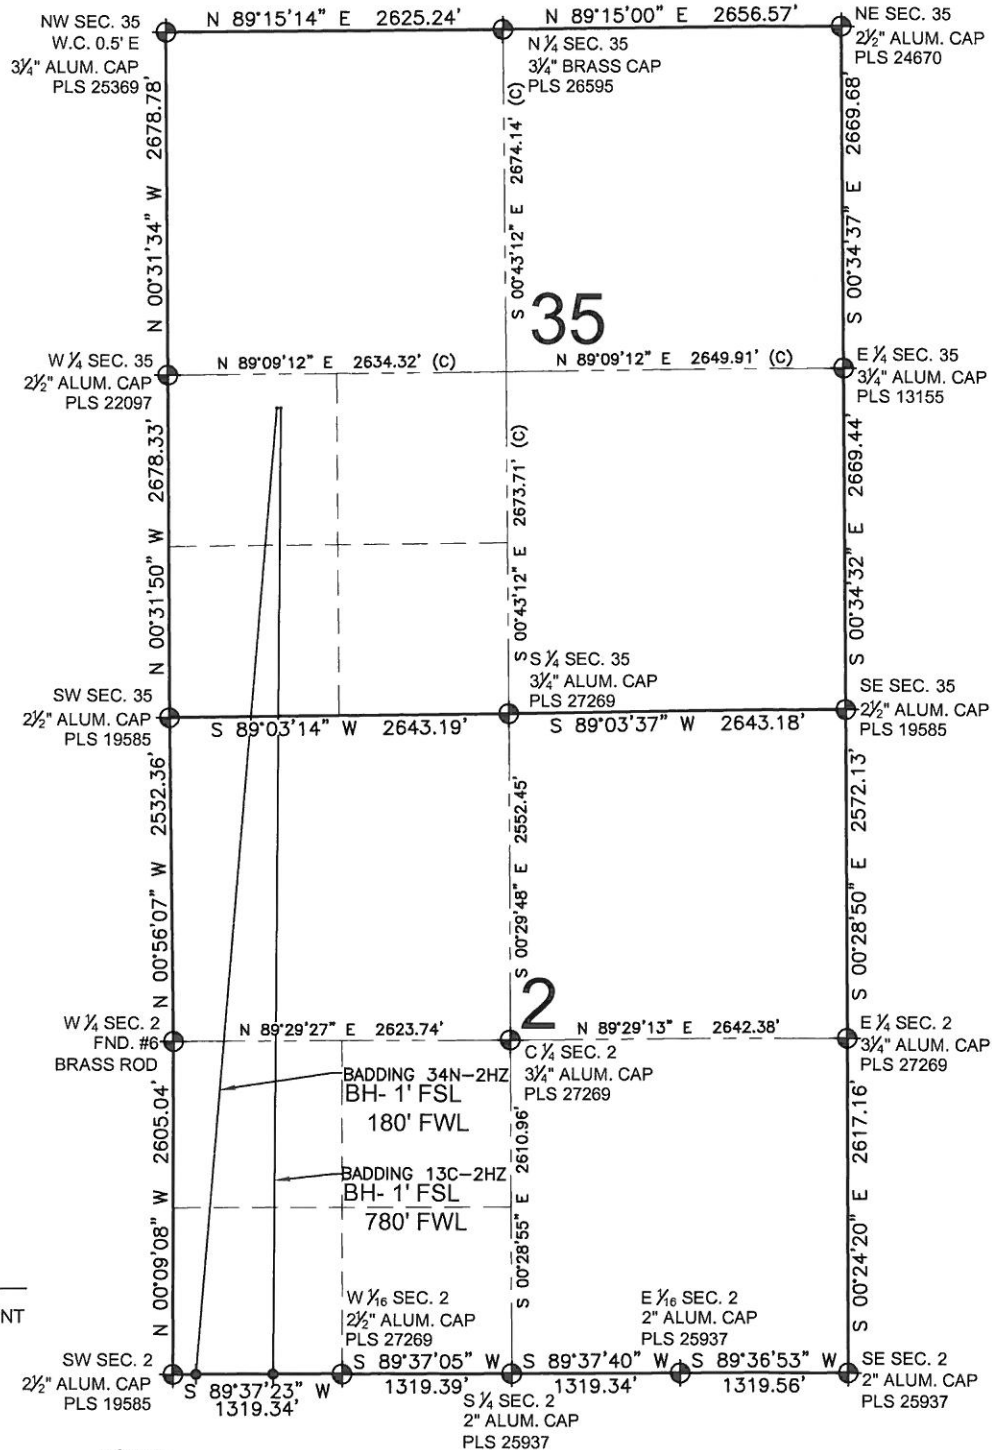 NW SEC. 35
W.C. 0.5' E
3¼" ALUM. CAP
PLS 25369
N 89°15'14" E 2625.24'
N 89°15'00" E 2656.57'
NE SEC. 35
2½" ALUM. CAP
PLS 24670
N ¼ SEC. 35
3¼" BRASS CAP
PLS 26595
N 00°31'34" W 2678.78'
S 00°43'12" E 2674.14' (C)
S 00°34'37" E 2669.68'
35
W ¼ SEC. 35
2½" ALUM. CAP
PLS 22097
N 89°09'12" E 2634.32' (C)
N 89°09'12" E 2649.91' (C)
E ¼ SEC. 35
3¼" ALUM. CAP
PLS 13155
N 00°31'50" W 2678.33'
S 00°43'12" E 2673.71' (C)
S 00°34'32" E 2669.44'
S ¼ SEC. 35
3¼" ALUM. CAP
PLS 27269
SW SEC. 35
2½" ALUM. CAP
PLS 19585
S 89°03'14" W 2643.19'
S 89°03'37" W 2643.18'
SE SEC. 35
2½" ALUM. CAP
PLS 19585
N 00°56'07" W 2532.36'
S 00°29'48" E 2552.45'
S 00°28'50" E 2572.13'
2
W ¼ SEC. 2
FND. #6
BRASS ROD
N 89°29'27" E 2623.74'
N 89°29'13" E 2642.38'
E ¼ SEC. 2
3¼" ALUM. CAP
PLS 27269
C ¼ SEC. 2
3¼" ALUM. CAP
PLS 27269
BADDING 34N-2HZ
BH- 1' FSL
180' FWL
BADDING 13C-2HZ
BH- 1' FSL
780' FWL
N 00°09'08" W 2605.04'
S 00°28'55" E 2610.96'
S 00°24'20" E 2617.16'
NT
W 1⁄16 SEC. 2
2½" ALUM. CAP
PLS 27269
E 1⁄16 SEC. 2
2" ALUM. CAP
PLS 25937
SW SEC. 2
2½" ALUM. CAP
PLS 19585
S 89°37'23" W
1319.34'
S 89°37'05" W
1319.39'
S 89°37'40" W
1319.34'
S 89°36'53" W
1319.56'
SE SEC. 2
2" ALUM. CAP
PLS 25937
S ¼ SEC. 2
2" ALUM. CAP
PLS 25937